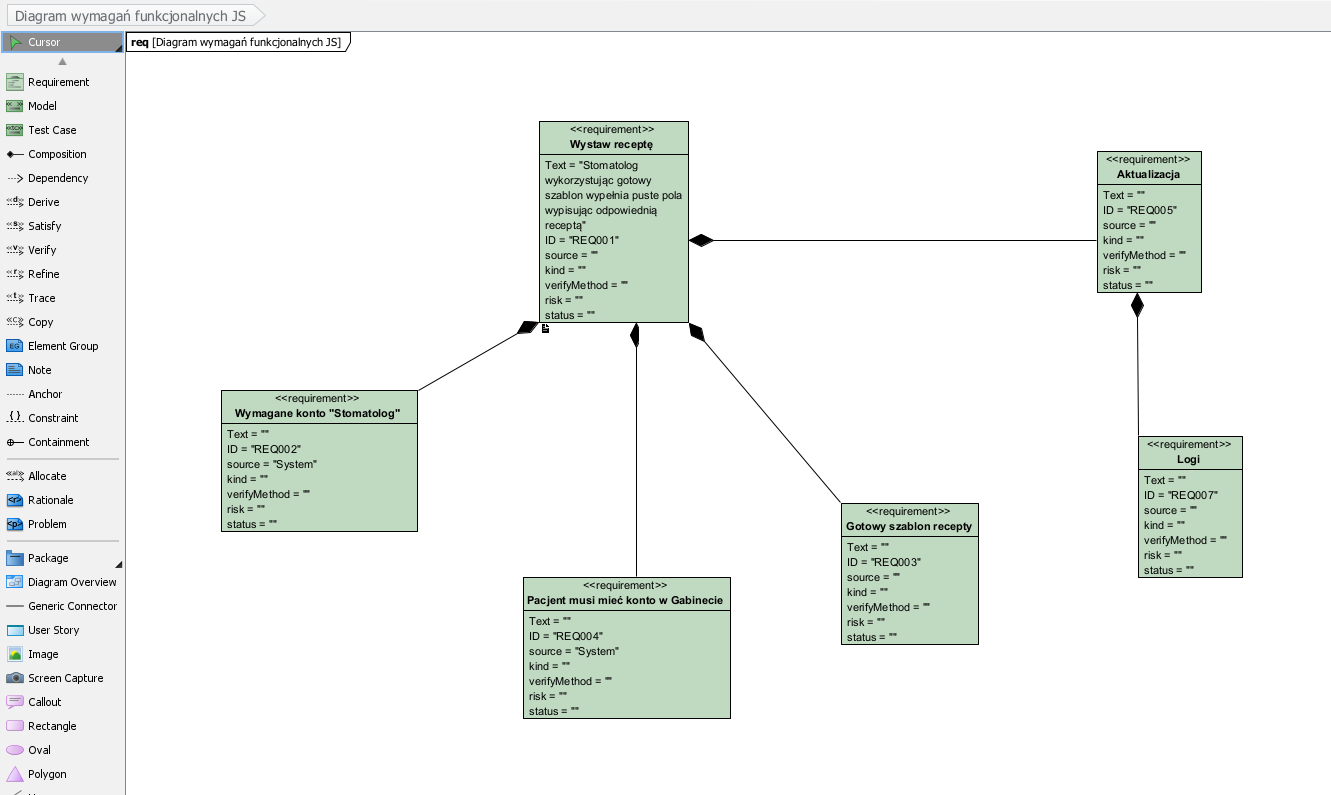 Diagram wymagań funkcjonalnych JS
Cursor
Requirement
Model
Test Case
Composition
Dependency
Derive
Satisfy
Verify
Refine
Trace
Copy
Element Group
Note
Anchor
Constraint
Containment
Allocate
Rationale
Problem
Package
Diagram Overview
Generic Connector
User Story
Image
Screen Capture
Callout
Rectangle
Oval
Polygon
req [Diagram wymagań funkcjonalnych JS]
<<requirement>>
Wystaw receptę
Text = "Stomatolog
wykorzystując gotowy
szablon wypełnia puste pola
wypisując odpowiednią
receptą"
ID = "REQ001"
source = ""
kind = ""
verifyMethod = ""
risk = ""
status = ""
<<requirement>>
Aktualizacja
Text = ""
ID = "REQ005"
source = ""
kind = ""
verifyMethod = ""
risk = ""
status = ""
<<requirement>>
Wymagane konto "Stomatolog"
Text = ""
ID = "REQ002"
source = "System"
kind = ""
verifyMethod = ""
risk = ""
status = ""
<<requirement>>
Logi
Text = ""
ID = "REQ007"
source = ""
kind = ""
verifyMethod = ""
risk = ""
status = ""
<<requirement>>
Gotowy szablon recepty
Text = ""
ID = "REQ003"
source = ""
kind = ""
verifyMethod = ""
risk = ""
status = ""
<<requirement>>
Pacjent musi mieć konto w Gabinecie
Text = ""
ID = "REQ004"
source = "System"
kind = ""
verifyMethod = ""
risk = ""
status = ""